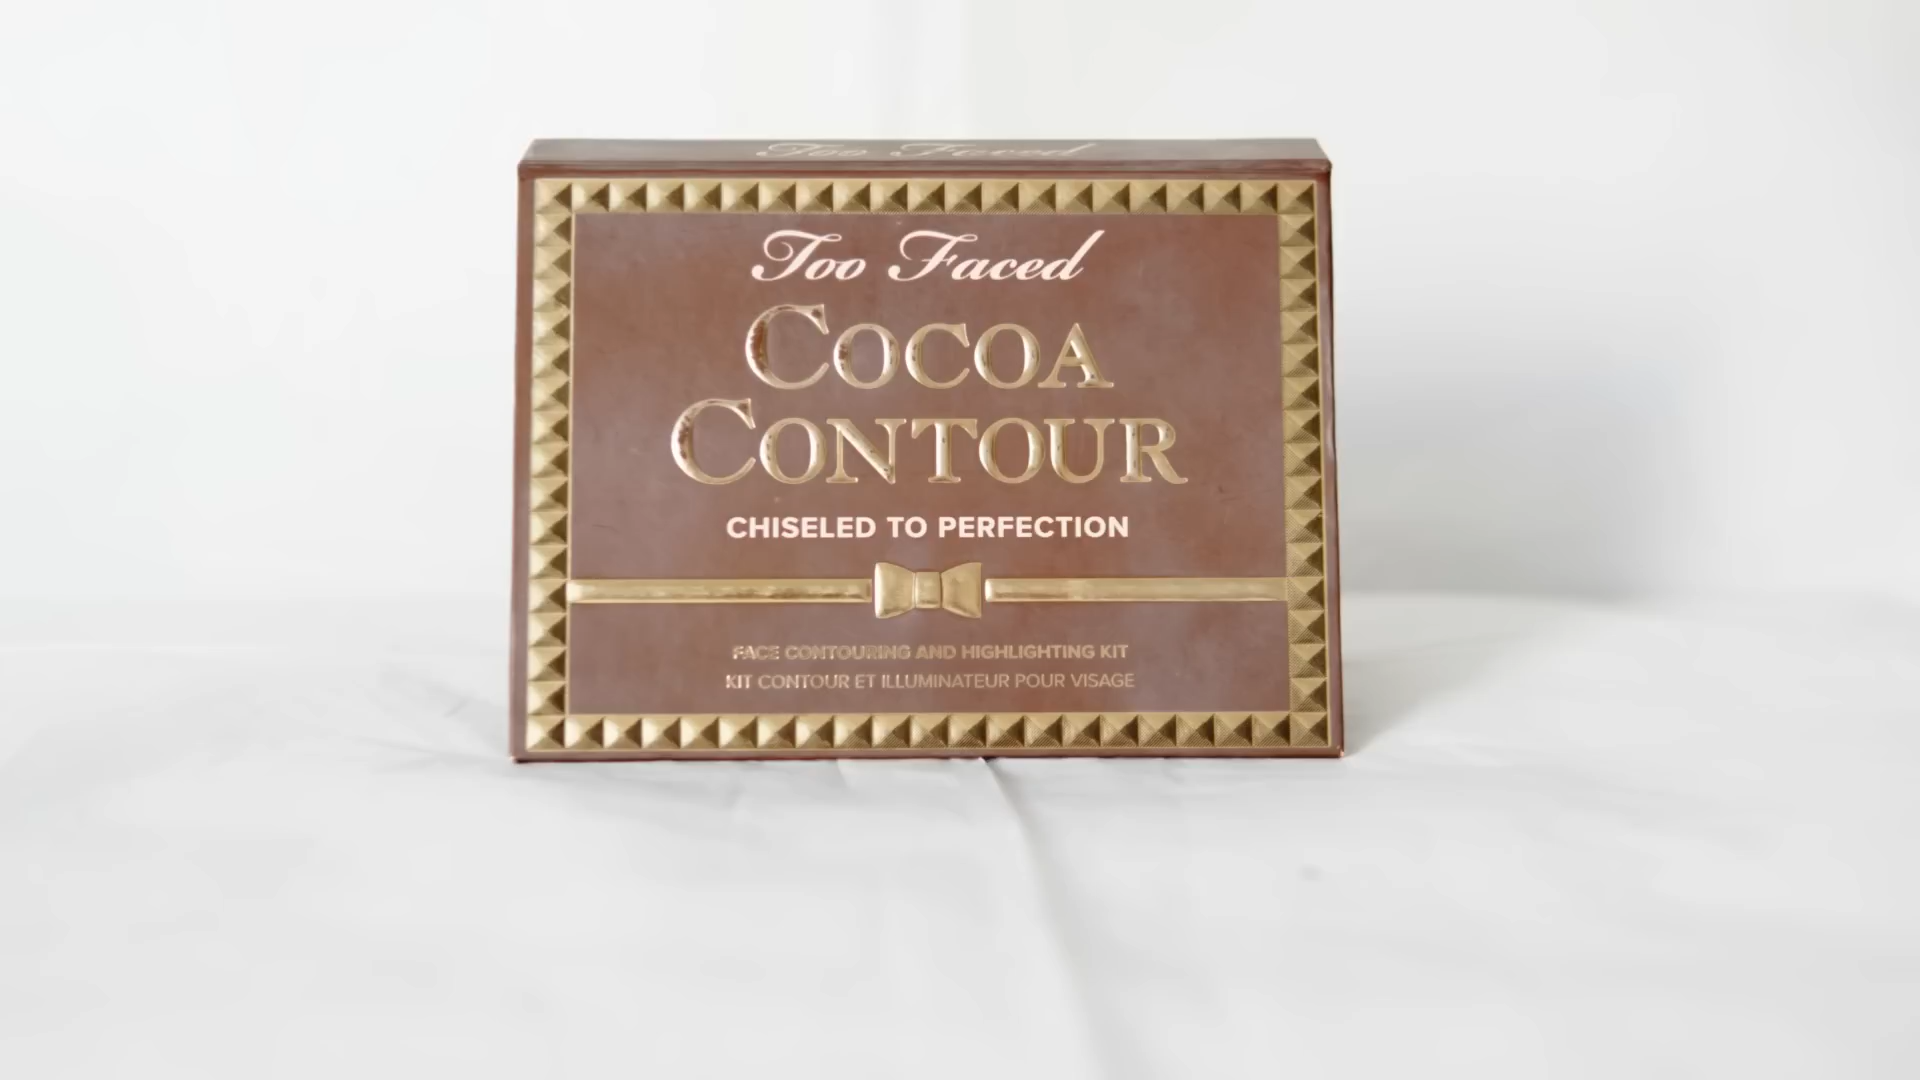 Too Faced
Too Faced
COCOA
CONTOUR
CHISELED TO PERFECTION
FACE CONTOURING AND HIGHLIGHTING KIT
KIT CONTOUR ET ILLUMINATEUR POUR VISAGE